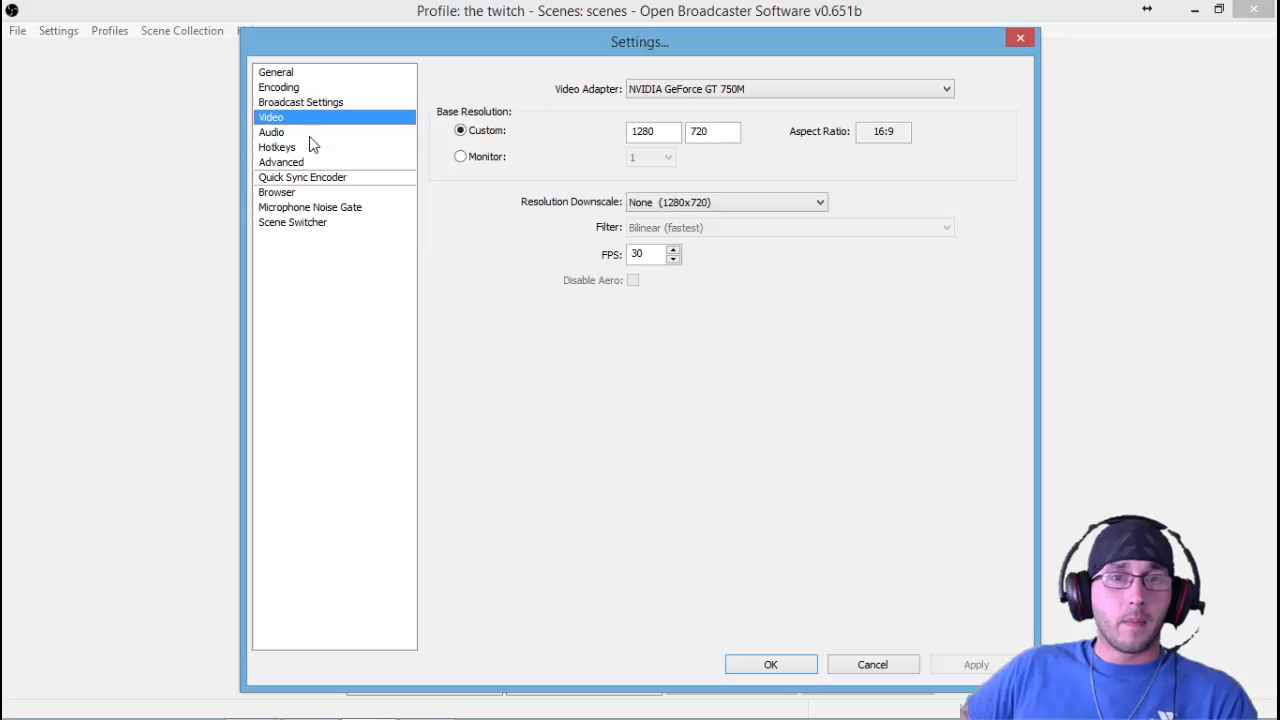 Profile: the twitch - Scenes: scenes - Open Broadcaster Software v0.651b
File Settings Profiles Scene Collection
Settings...
General
Encoding
Broadcast Settings
Video
Audio
Hotkeys
Advanced
Quick Sync Encoder
Browser
Microphone Noise Gate
Scene Switcher
Video Adapter: NVIDIA GeForce GT 750M
Base Resolution:
Custom: 1280 720 Aspect Ratio: 16:9
Monitor: 1
Resolution Downscale: None (1280x720)
Filter: Bilinear (fastest)
FPS: 30
Disable Aero:
OK Cancel Apply